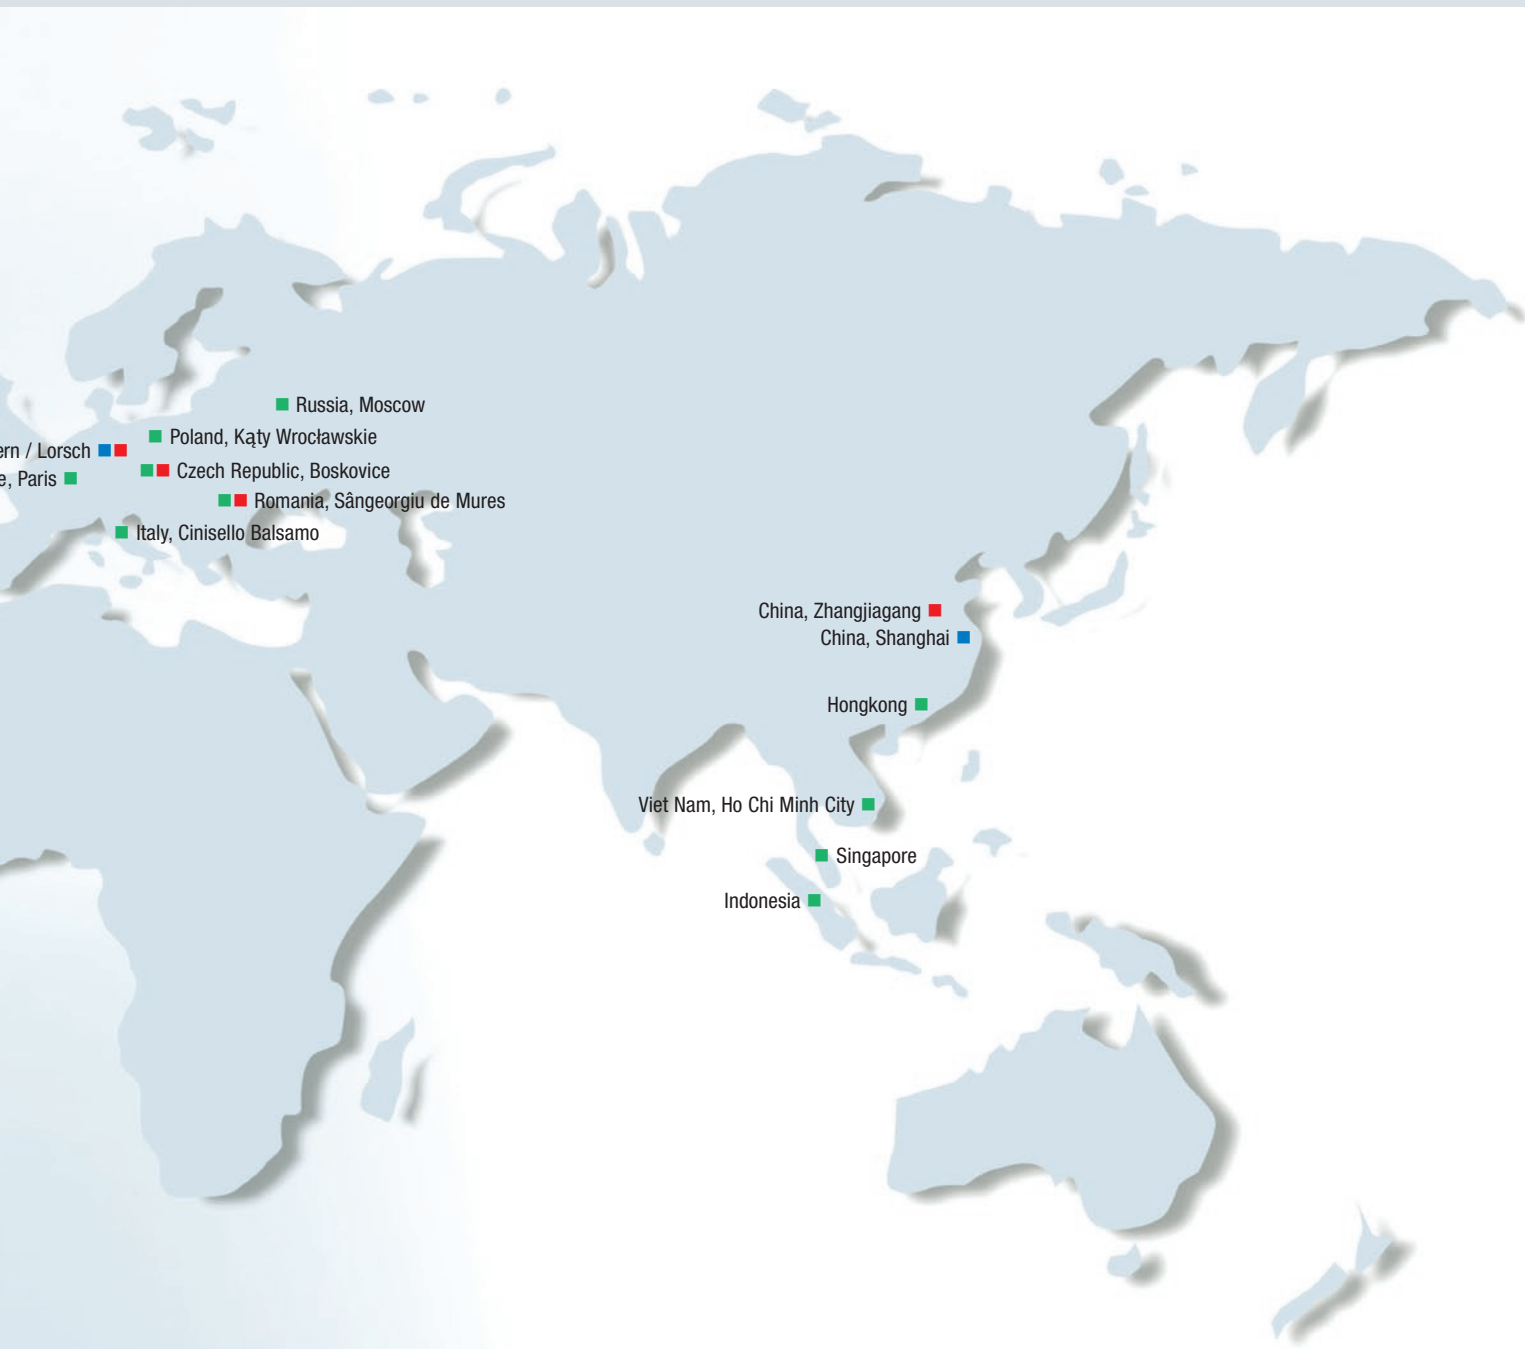 Russia, Moscow
Poland, Kąty Wrocławskie
ern / Lorsch
Czech Republic, Boskovice
e, Paris
Romania, Sângeorgiu de Mures
Italy, Cinisello Balsamo
China, Zhangjiagang
China, Shanghai
Hongkong
Viet Nam, Ho Chi Minh City
Singapore
Indonesia